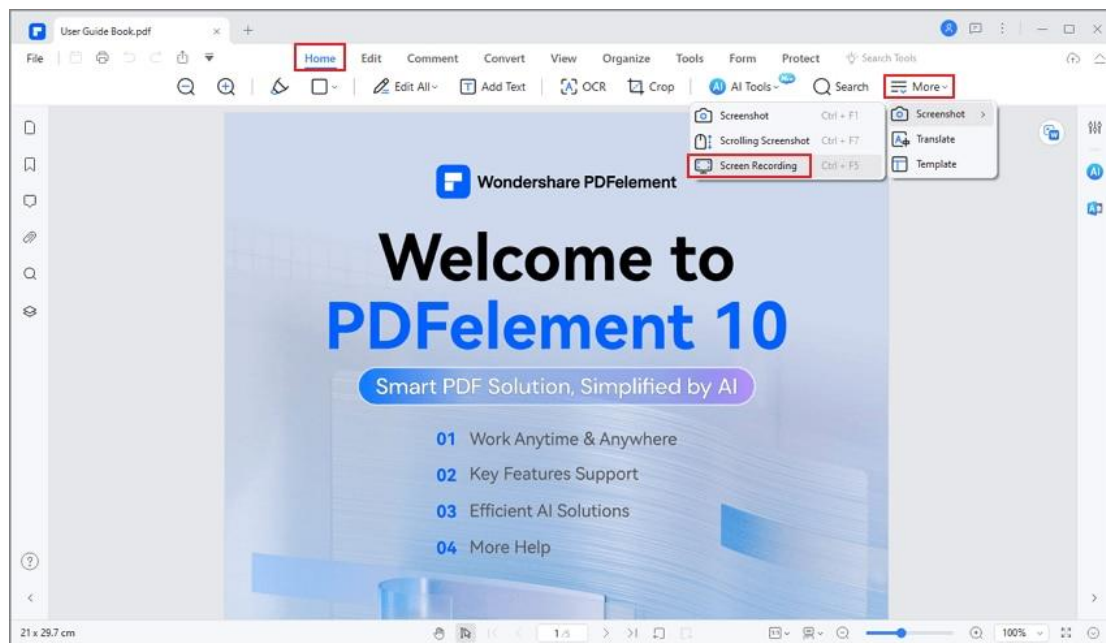 User Guide Book.pdf
File Home Edit Comment Convert View Organize Tools Form Protect Search Tools
Edit All Add Text OCR Crop AI Tools Search More
Screenshot Ctrl + F1
Scrolling Screenshot Ctrl + F7
Screen Recording Ctrl + F5
Screenshot
Translate
Template
Wondershare PDFelement
Welcome to
PDFelement 10
Smart PDF Solution, Simplified by AI
01 Work Anytime & Anywhere
02 Key Features Support
03 Efficient AI Solutions
04 More Help
21 x 29.7 cm 1/5 100%